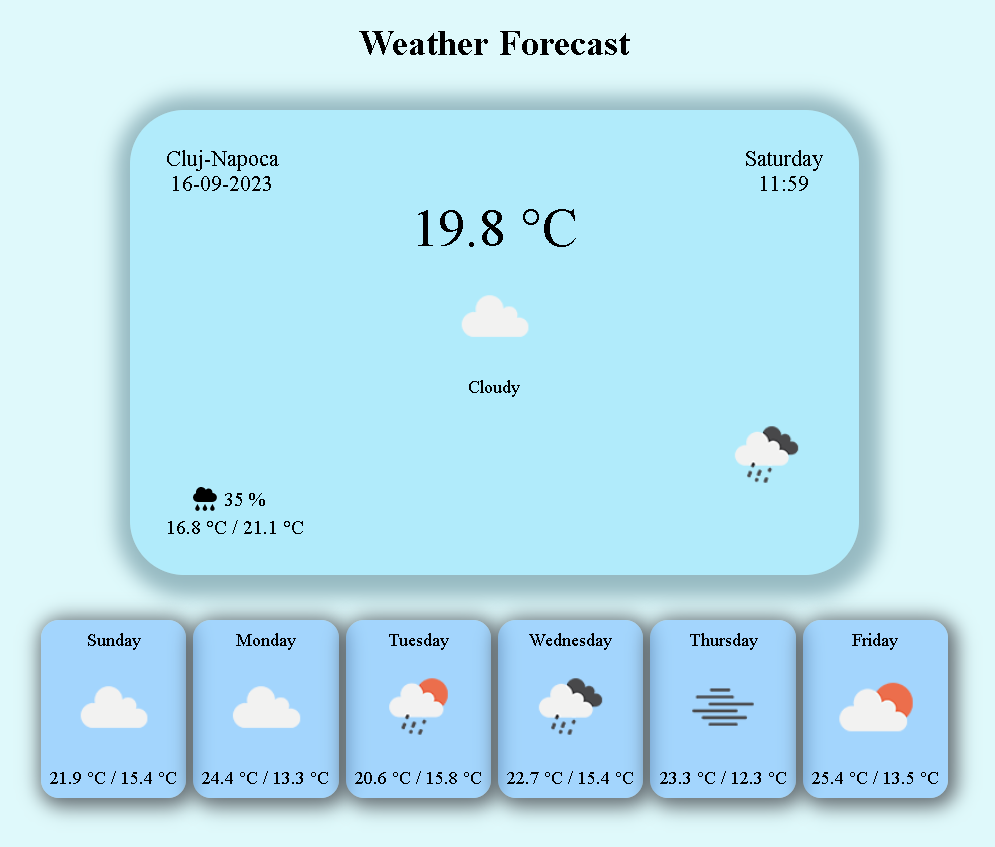 Weather Forecast
Cluj-Napoca
16-09-2023
Saturday
11:59
19.8 °C
Cloudy
35 %
16.8 °C / 21.1 °C
Sunday
21.9 °C / 15.4 °C
Monday
24.4 °C / 13.3 °C
Tuesday
20.6 °C / 15.8 °C
Wednesday
22.7 °C / 15.4 °C
Thursday
23.3 °C / 12.3 °C
Friday
25.4 °C / 13.5 °C